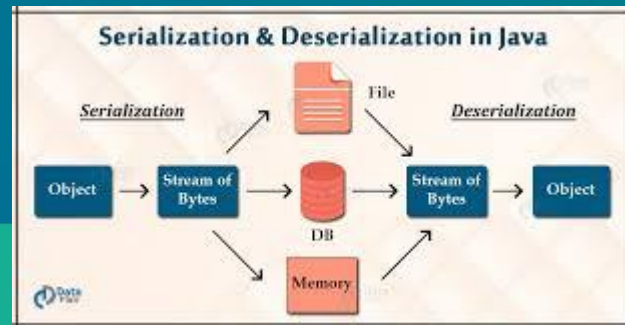 Serialization & Deserialization in Java
File
Serialization
Deserialization
Object
Stream of
Bytes
DB
Stream of
Bytes
Object
Memory
Data
Flair